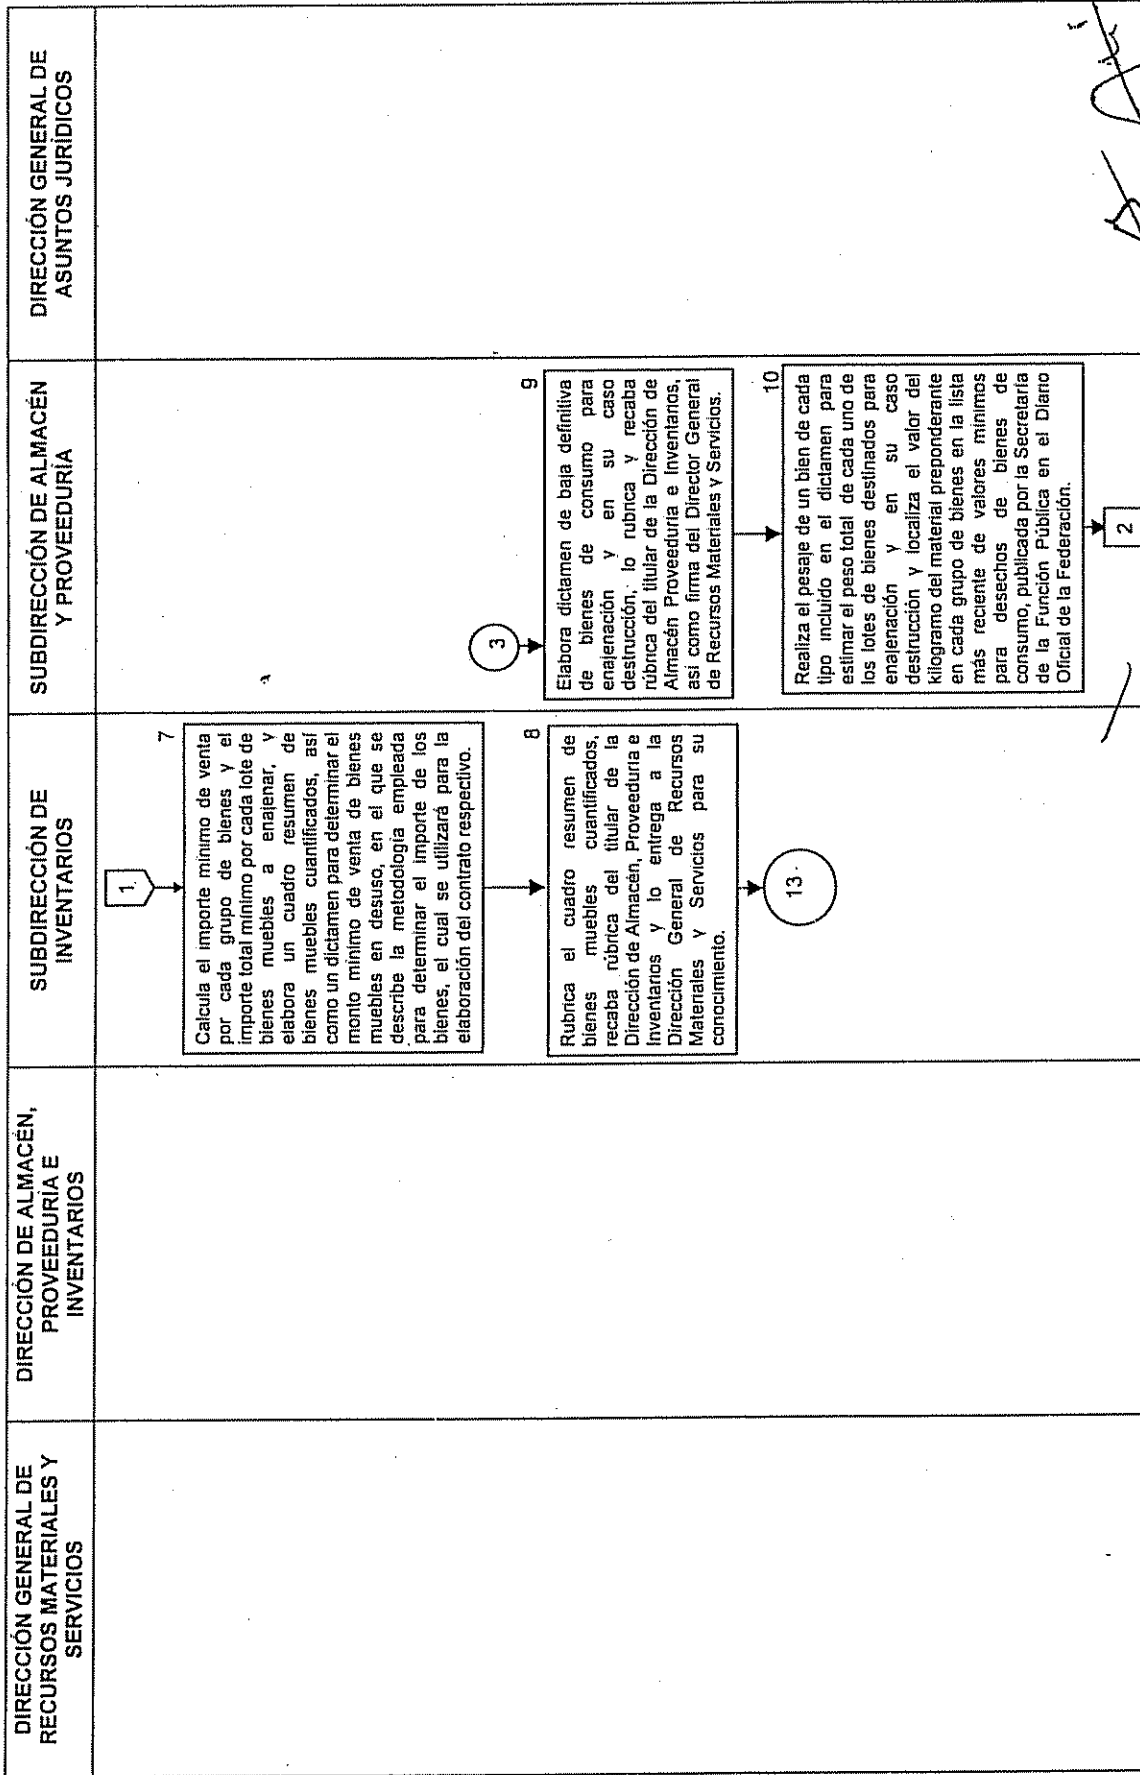 DIRECCIÓN GENERAL DE
RECURSOS MATERIALES Y
SERVICIOS
DIRECCIÓN DE ALMACÉN,
PROVEEDURÍA E
INVENTARIOS
SUBDIRECCIÓN DE
INVENTARIOS
SUBDIRECCIÓN DE ALMACÉN
Y PROVEEDURÍA
DIRECCIÓN GENERAL DE
ASUNTOS JURÍDICOS
1
7
Calcula el importe mínimo de venta
por cada grupo de bienes y el
importe total mínimo por cada lote de
bienes muebles a enajenar, y
elabora un cuadro resumen de
bienes muebles cuantificados, así
como un dictamen para determinar el
monto mínimo de venta de bienes
muebles en desuso, en el que se
describe la metodología empleada
para determinar el importe de los
bienes, el cual se utilizará para la
elaboración del contrato respectivo.
8
Rubrica el cuadro resumen de
bienes muebles cuantificados,
recaba rúbrica del titular de la
Dirección de Almacén, Proveeduría e
Inventarios y lo entrega a la
Dirección General de Recursos
Materiales y Servicios para su
conocimiento.
13
3
9
Elabora dictamen de baja definitiva
de bienes de consumo para
enajenación y en su caso
destrucción, lo rubrica y recaba
rúbrica del titular de la Dirección de
Almacén Proveeduría e Inventarios,
así como firma del Director General
de Recursos Materiales y Servicios.
10
Realiza el pesaje de un bien de cada
tipo incluido en el dictamen para
estimar el peso total de cada uno de
los lotes de bienes destinados para
enajenación y en su caso
destrucción y localiza el valor del
kilogramo del material preponderante
en cada grupo de bienes en la lista
más reciente de valores mínimos
para desechos de bienes de
consumo, publicada por la Secretaría
de la Función Pública en el Diario
Oficial de la Federación.
2